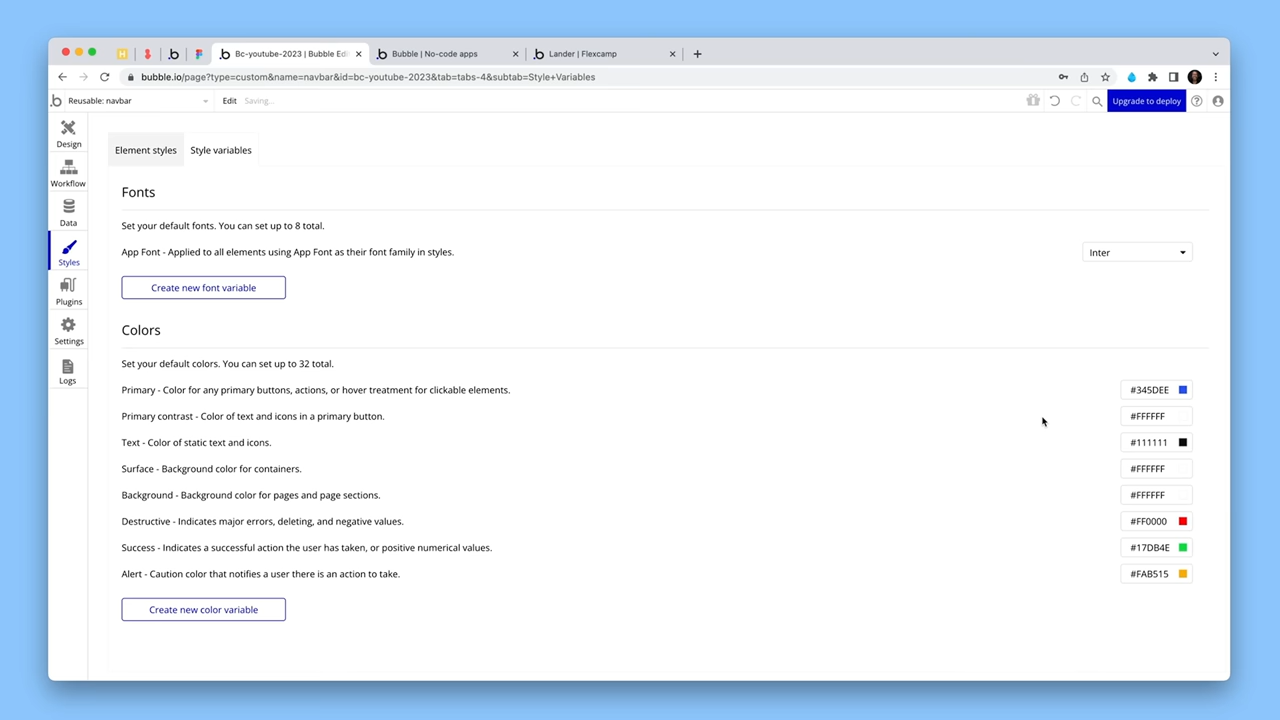 Bc-youtube-2023 | Bubble Edi
Bubble | No-code apps
Lander | Flexcamp
bubble.io/page?type=custom&name=navbar&id=bc-youtube-2023&tab=tabs-4&subtab=Style+Variables
Reusable: navbar
Edit
Saving...
Upgrade to deploy
Design
Workflow
Data
Styles
Plugins
Settings
Logs
Element styles
Style variables
Fonts
Set your default fonts. You can set up to 8 total.
App Font - Applied to all elements using App Font as their font family in styles.
Inter
Create new font variable
Colors
Set your default colors. You can set up to 32 total.
Primary - Color for any primary buttons, actions, or hover treatment for clickable elements.
#345DEE
Primary contrast - Color of text and icons in a primary button.
#FFFFFF
Text - Color of static text and icons.
#111111
Surface - Background color for containers.
#FFFFFF
Background - Background color for pages and page sections.
#FFFFFF
Destructive - Indicates major errors, deleting, and negative values.
#FF0000
Success - Indicates a successful action the user has taken, or positive numerical values.
#17DB4E
Alert - Caution color that notifies a user there is an action to take.
#FAB515
Create new color variable